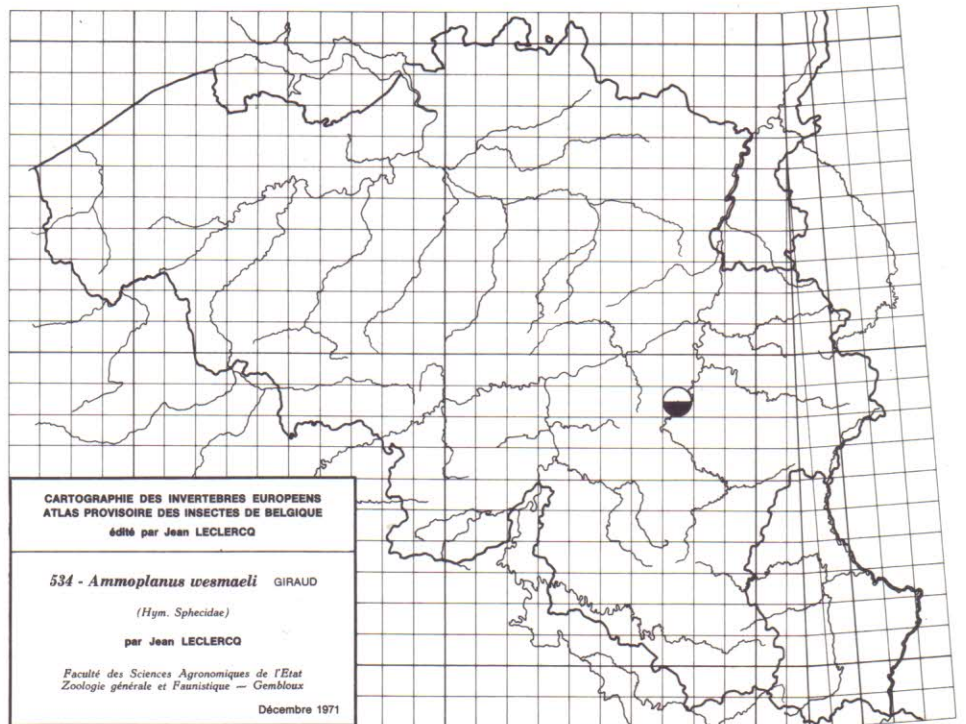 CARTOGRAPHIE DES INVERTEBRES EUROPEENS
ATLAS PROVISOIRE DES INSECTES DE BELGIQUE
édité par Jean LECLERCQ
534 - Ammoplanus wesmaeli GIRAUD
(Hym. Sphecidae)
par Jean LECLERCQ
Faculté des Sciences Agronomiques de l'Etat
Zoologie générale et Faunistique — Gembloux
Décembre 1971